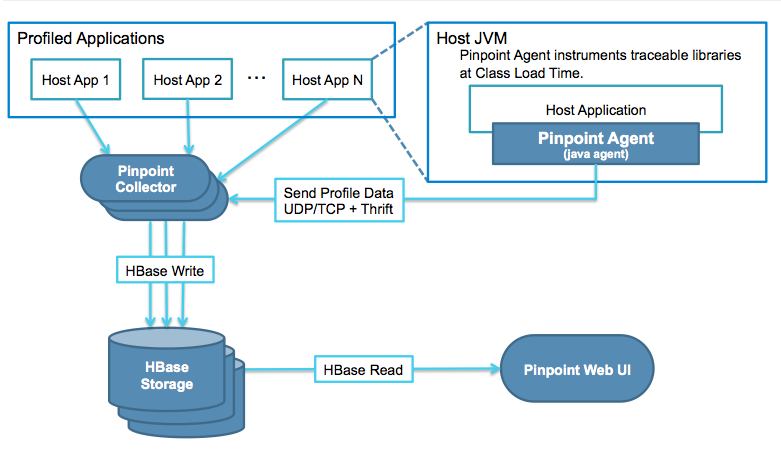 Profiled Applications
Host App 1
Host App 2
...
Host App N
Host JVM
Pinpoint Agent instruments traceable libraries
at Class Load Time.
Host Application
Pinpoint Agent
(java agent)
Pinpoint
Collector
Send Profile Data
UDP/TCP + Thrift
HBase Write
HBase
Storage
HBase Read
Pinpoint Web UI